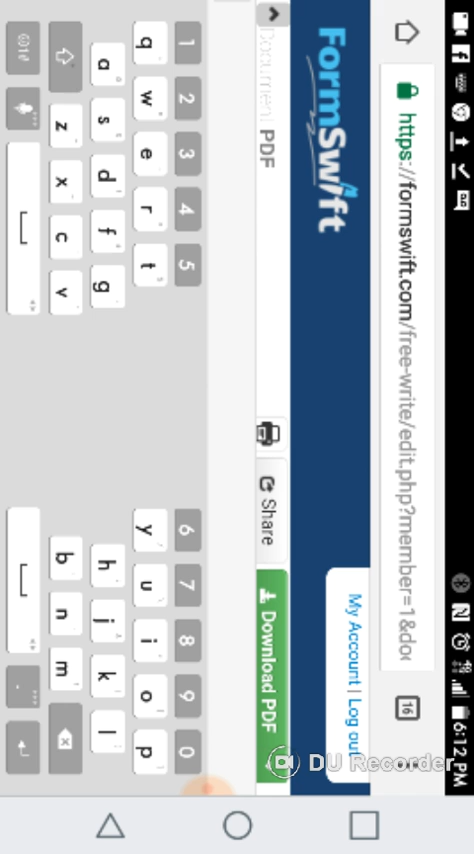 6:12 PM
https://formswift.com/free-write/edit.php?member=1&do
16
FormSwift
My Account | Log out
Document PDF
Share
Download PDF
1 2 3 4 5 6 7 8 9 0
q w e r t y u i o p
a s d f g h j k l
z x c v b n m
DU Recorder